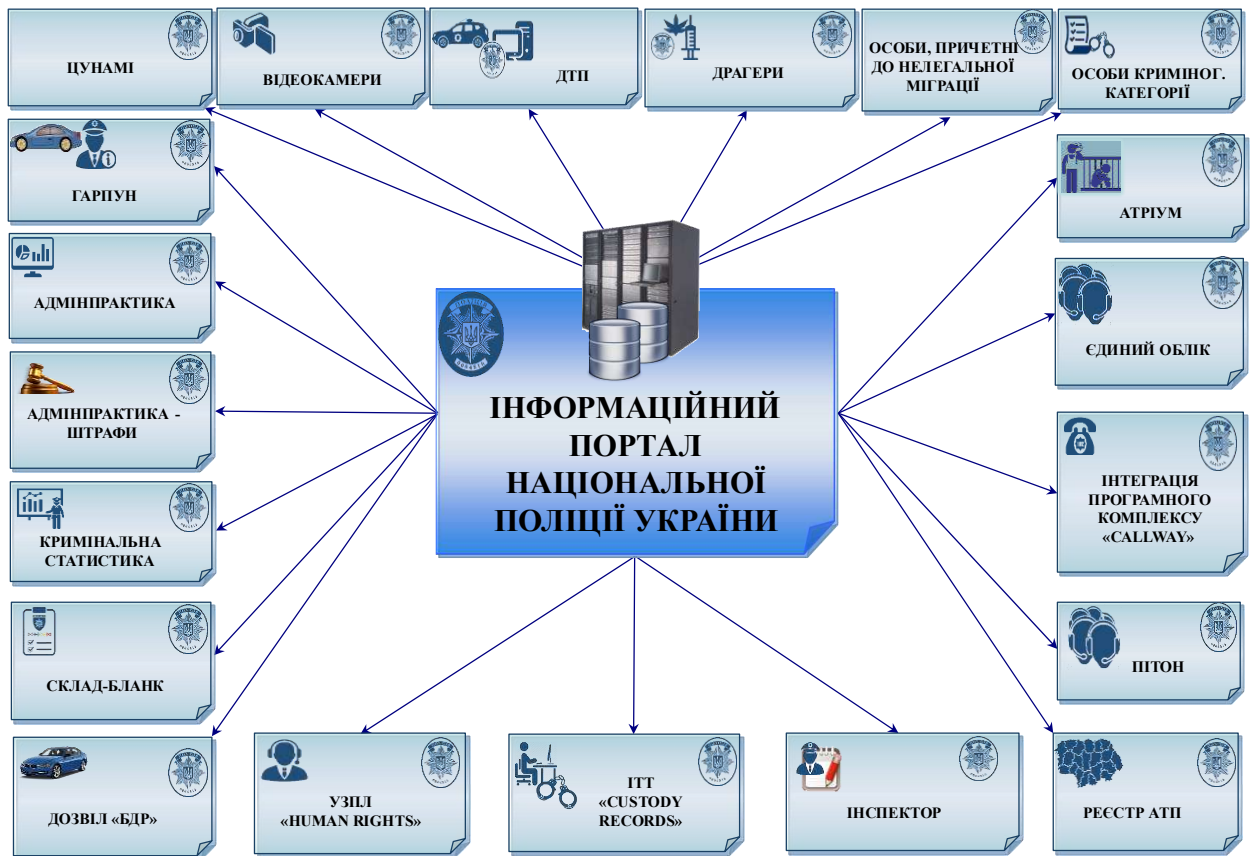 ЦУНАМІ
ВІДЕОКАМЕРИ
ДТП
ДРАГЕРИ
ОСОБИ, ПРИЧЕТНІ
ДО НЕЛЕГАЛЬНОЇ
МІГРАЦІЇ
ОСОБИ КРИМІНОГ.
КАТЕГОРІЇ
ГАРПУН
АТРІУМ
АДМІНПРАКТИКА
ЄДИНИЙ ОБЛІК
АДМІНПРАКТИКА -
ШТРАФИ
ІНФОРМАЦІЙНИЙ
ПОРТАЛ
НАЦІОНАЛЬНОЇ
ПОЛІЦІЇ УКРАЇНИ
ІНТЕГРАЦІЯ
ПРОГРАМНОГО
КОМПЛЕКСУ
«CALLWAY»
КРИМІНАЛЬНА
СТАТИСТИКА
СКЛАД-БЛАНК
ПІТОН
ДОЗВІЛ «БДР»
УЗПЛ
«HUMAN RIGHTS»
ІТТ
«CUSTODY
RECORDS»
ІНСПЕКТОР
РЕЄСТР АТП